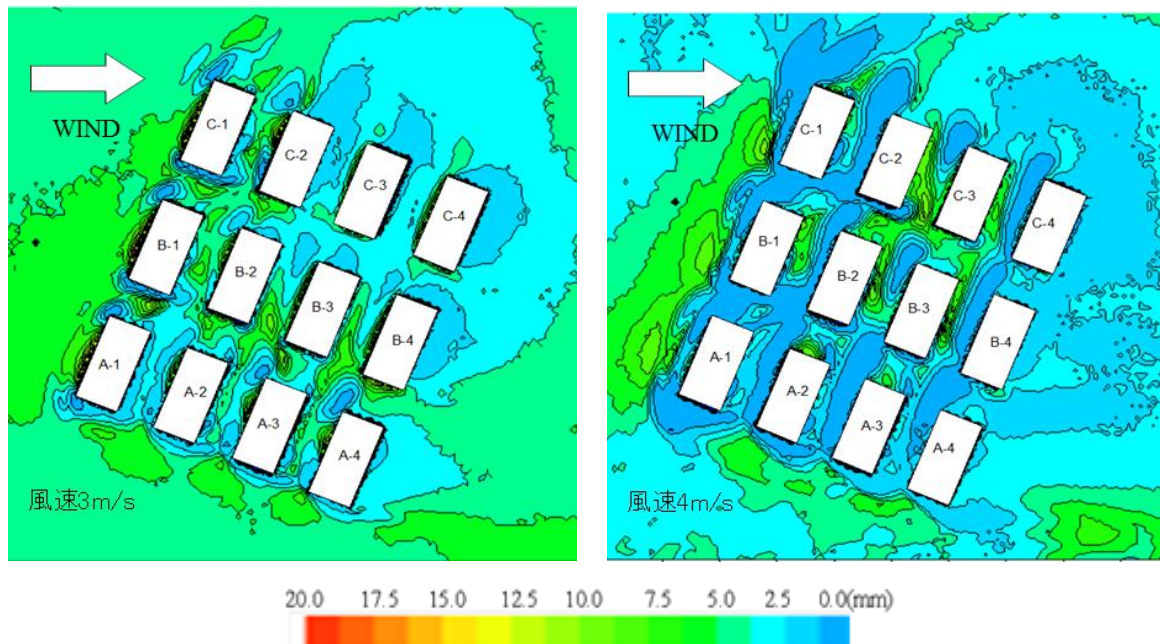 WIND
C-1
C-2
C-3
C-4
B-1
B-2
B-3
B-4
A-1
A-2
A-3
A-4
風速3m/s
WIND
C-1
C-2
C-3
C-4
B-1
B-2
B-3
B-4
A-1
A-2
A-3
A-4
風速4m/s
20.0 17.5 15.0 12.5 10.0 7.5 5.0 2.5 0.0(mm)